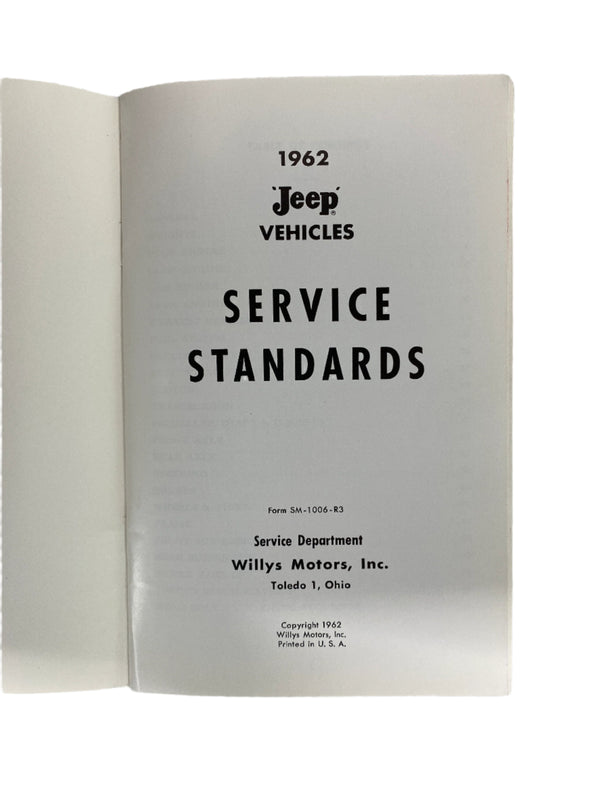 1962
'Jeep'®
VEHICLES
SERVICE
STANDARDS
Form SM-1006-R3
Service Department
Willys Motors, Inc.
Toledo 1, Ohio
Copyright 1962
Willys Motors, Inc.
Printed in U. S. A.